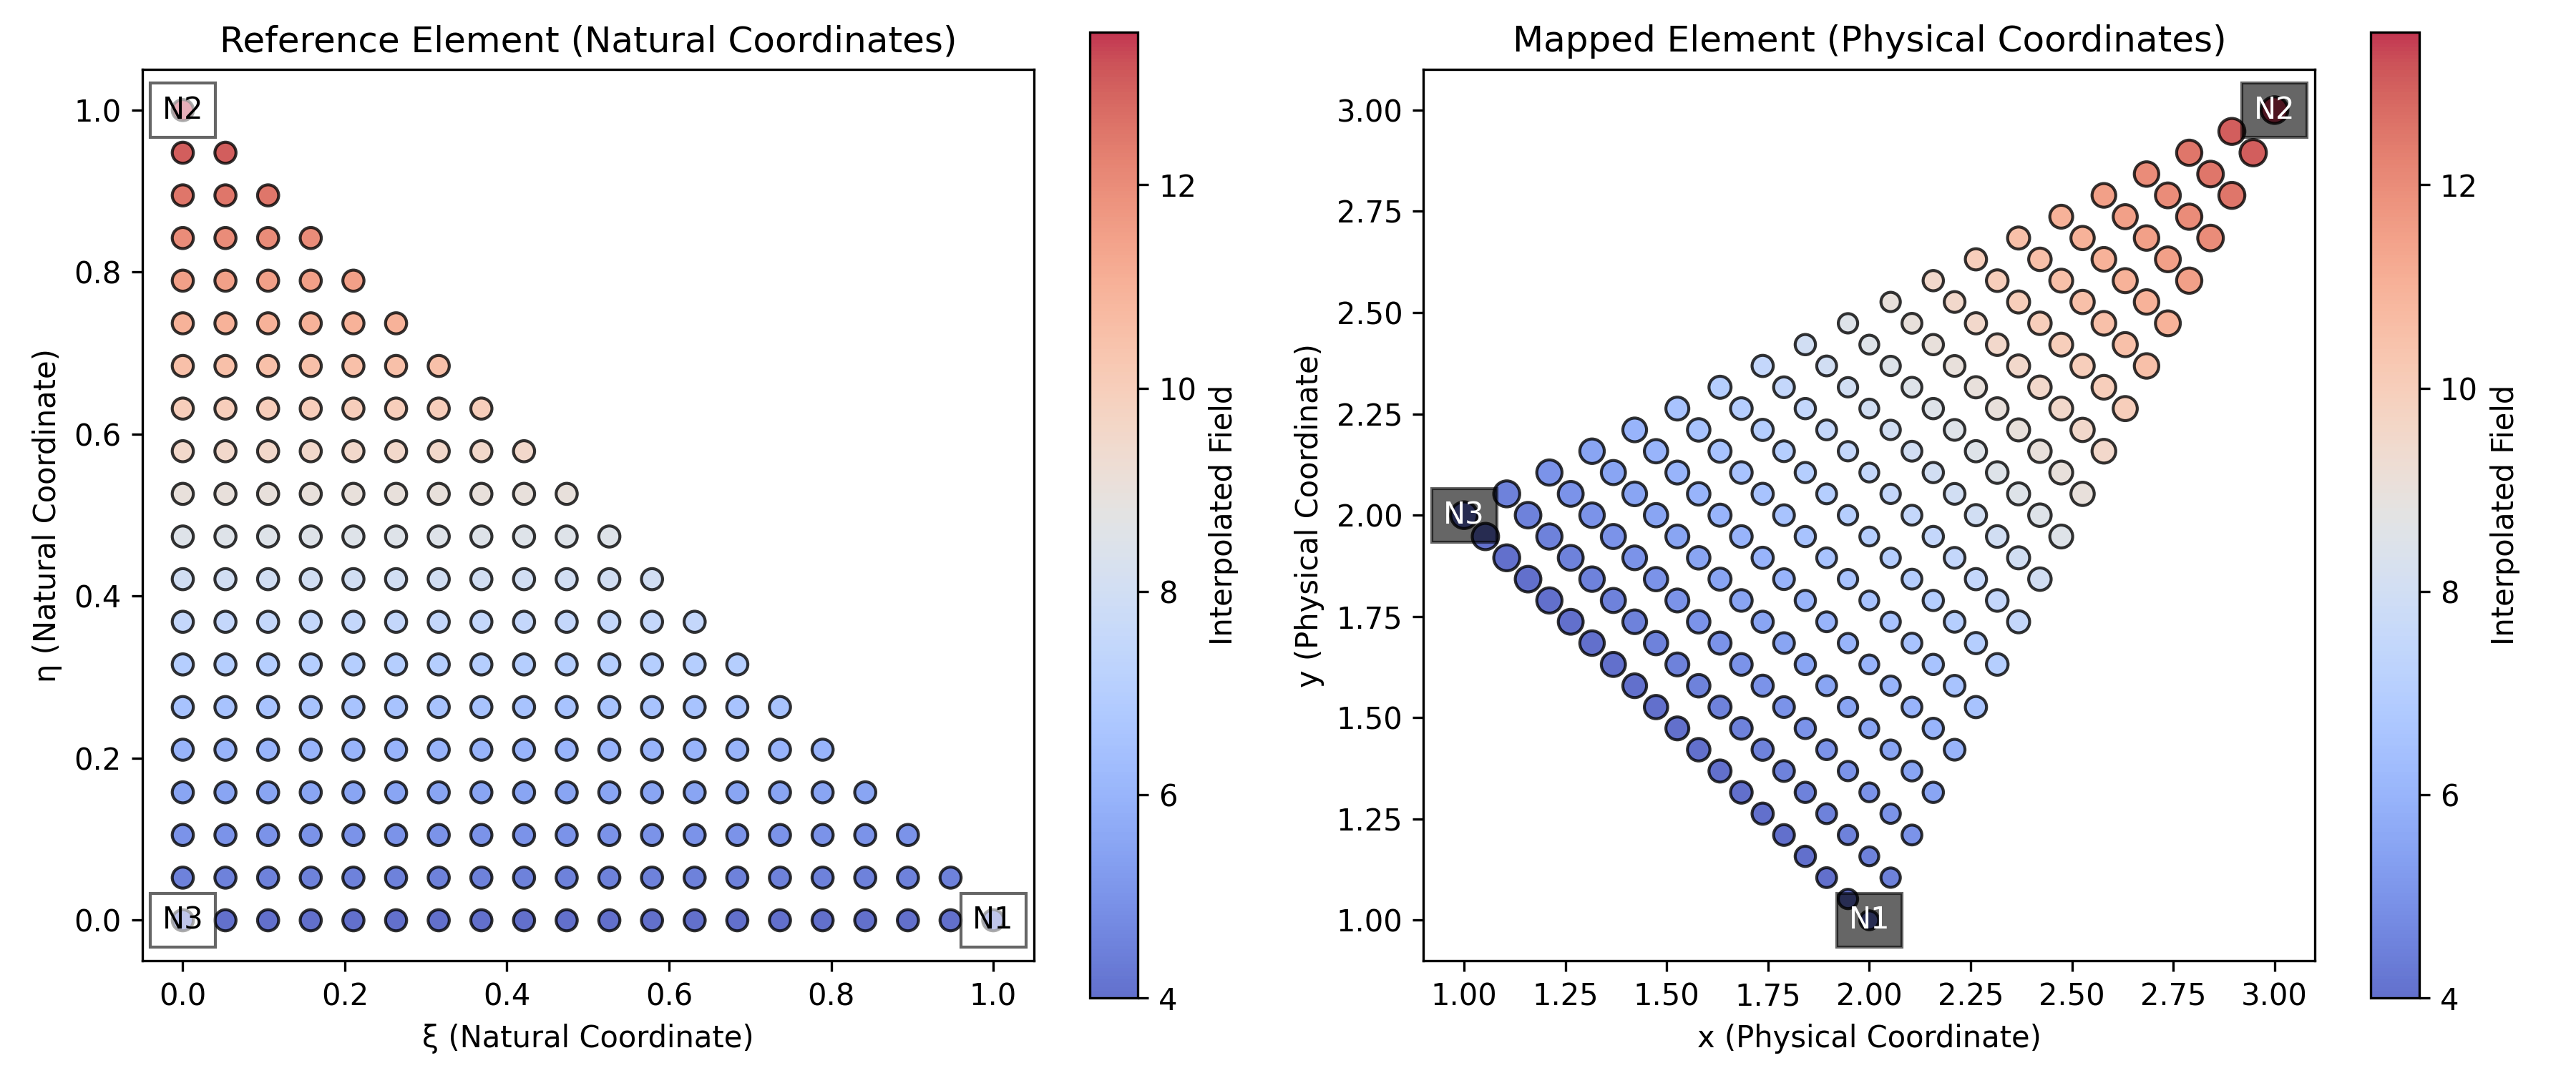 Reference Element (Natural Coordinates)
N2
N3
N1
1.0
0.8
0.6
0.4
0.2
0.0
η (Natural Coordinate)
0.0 0.2 0.4 0.6 0.8 1.0
ξ (Natural Coordinate)
12
10
8
6
4
Interpolated Field
Mapped Element (Physical Coordinates)
N2
N3
N1
3.00
2.75
2.50
2.25
2.00
1.75
1.50
1.25
1.00
y (Physical Coordinate)
1.00 1.25 1.50 1.75 2.00 2.25 2.50 2.75 3.00
x (Physical Coordinate)
12
10
8
6
4
Interpolated Field